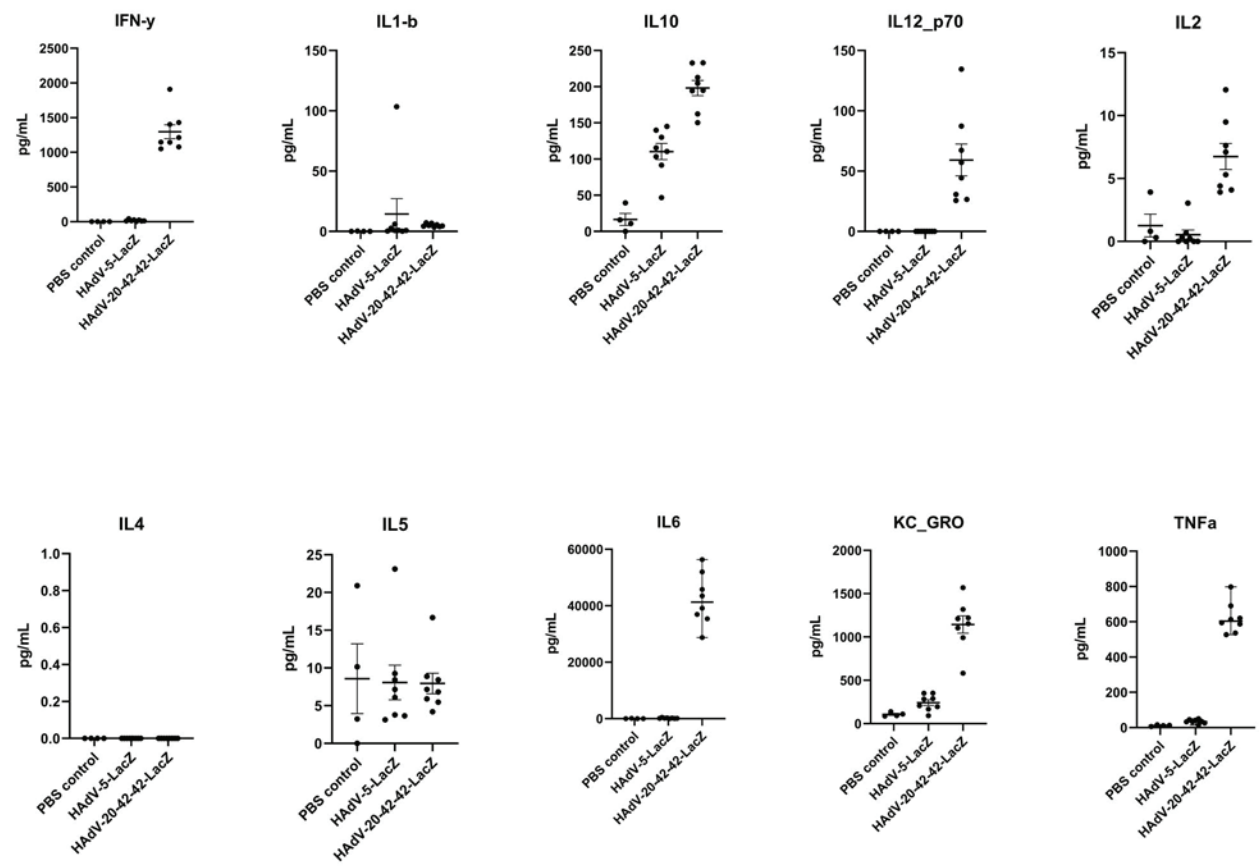 IFN-y
2500
2000
1500
1000
500
0
pg/mL
PBS control
HAdV-5-LacZ
HAdV-20-42-42-LacZ
IL1-b
150
100
50
0
pg/mL
PBS control
HAdV-5-LacZ
HAdV-20-42-42-LacZ
IL10
250
200
150
100
50
0
pg/mL
PBS control
HAdV-5-LacZ
HAdV-20-42-42-LacZ
IL12_p70
150
100
50
0
pg/mL
PBS control
HAdV-5-LacZ
HAdV-20-42-42-LacZ
IL2
15
10
5
0
pg/mL
PBS control
HAdV-5-LacZ
HAdV-20-42-42-LacZ
IL4
1.0
0.8
0.6
0.4
0.2
0.0
pg/mL
PBS control
HAdV-5-LacZ
HAdV-20-42-42-LacZ
IL5
25
20
15
10
5
0
pg/mL
PBS control
HAdV-5-LacZ
HAdV-20-42-42-LacZ
IL6
60000
40000
20000
0
pg/mL
PBS control
HAdV-5-LacZ
HAdV-20-42-42-LacZ
KC_GRO
2000
1500
1000
500
0
pg/mL
PBS control
HAdV-5-LacZ
HAdV-20-42-42-LacZ
TNFa
1000
800
600
400
200
0
pg/mL
PBS control
HAdV-5-LacZ
HAdV-20-42-42-LacZ